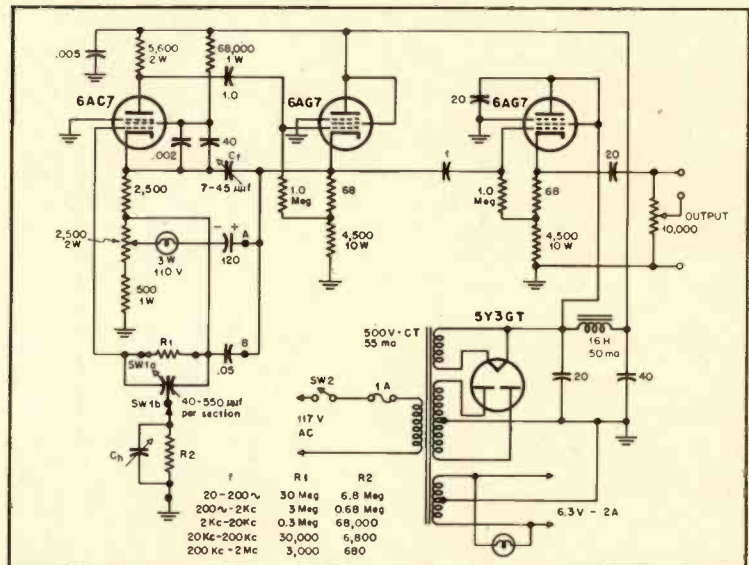 .005
5,600
2 W
68,000
1 W
1.0
6AC7
6AG7
6AG7
20
.002
40
Cf
7-45 μμf
1
20
2,500
1.0
Meg
68
1.0
Meg
68
OUTPUT
10,000
2,500
2 W
- +
A
3 W
110 V
120
4,500
10 W
4,500
10 W
500
1 W
5Y3GT
R1
B
.05
500V-CT
55 ma
16 H
50 ma
SW1a
SW2
1A
20
40
SW1b
40-550 μμf
per section
117 V
AC
Ch
R2
f R1 R2
20-200~ 30 Meg 6.8 Meg
200~-2Kc 3 Meg 0.68 Meg
2Kc-20Kc 0.3 Meg 68,000
20Kc-200Kc 30,000 6,800
200 Kc-2Mc 3,000 680
6.3V - 2A